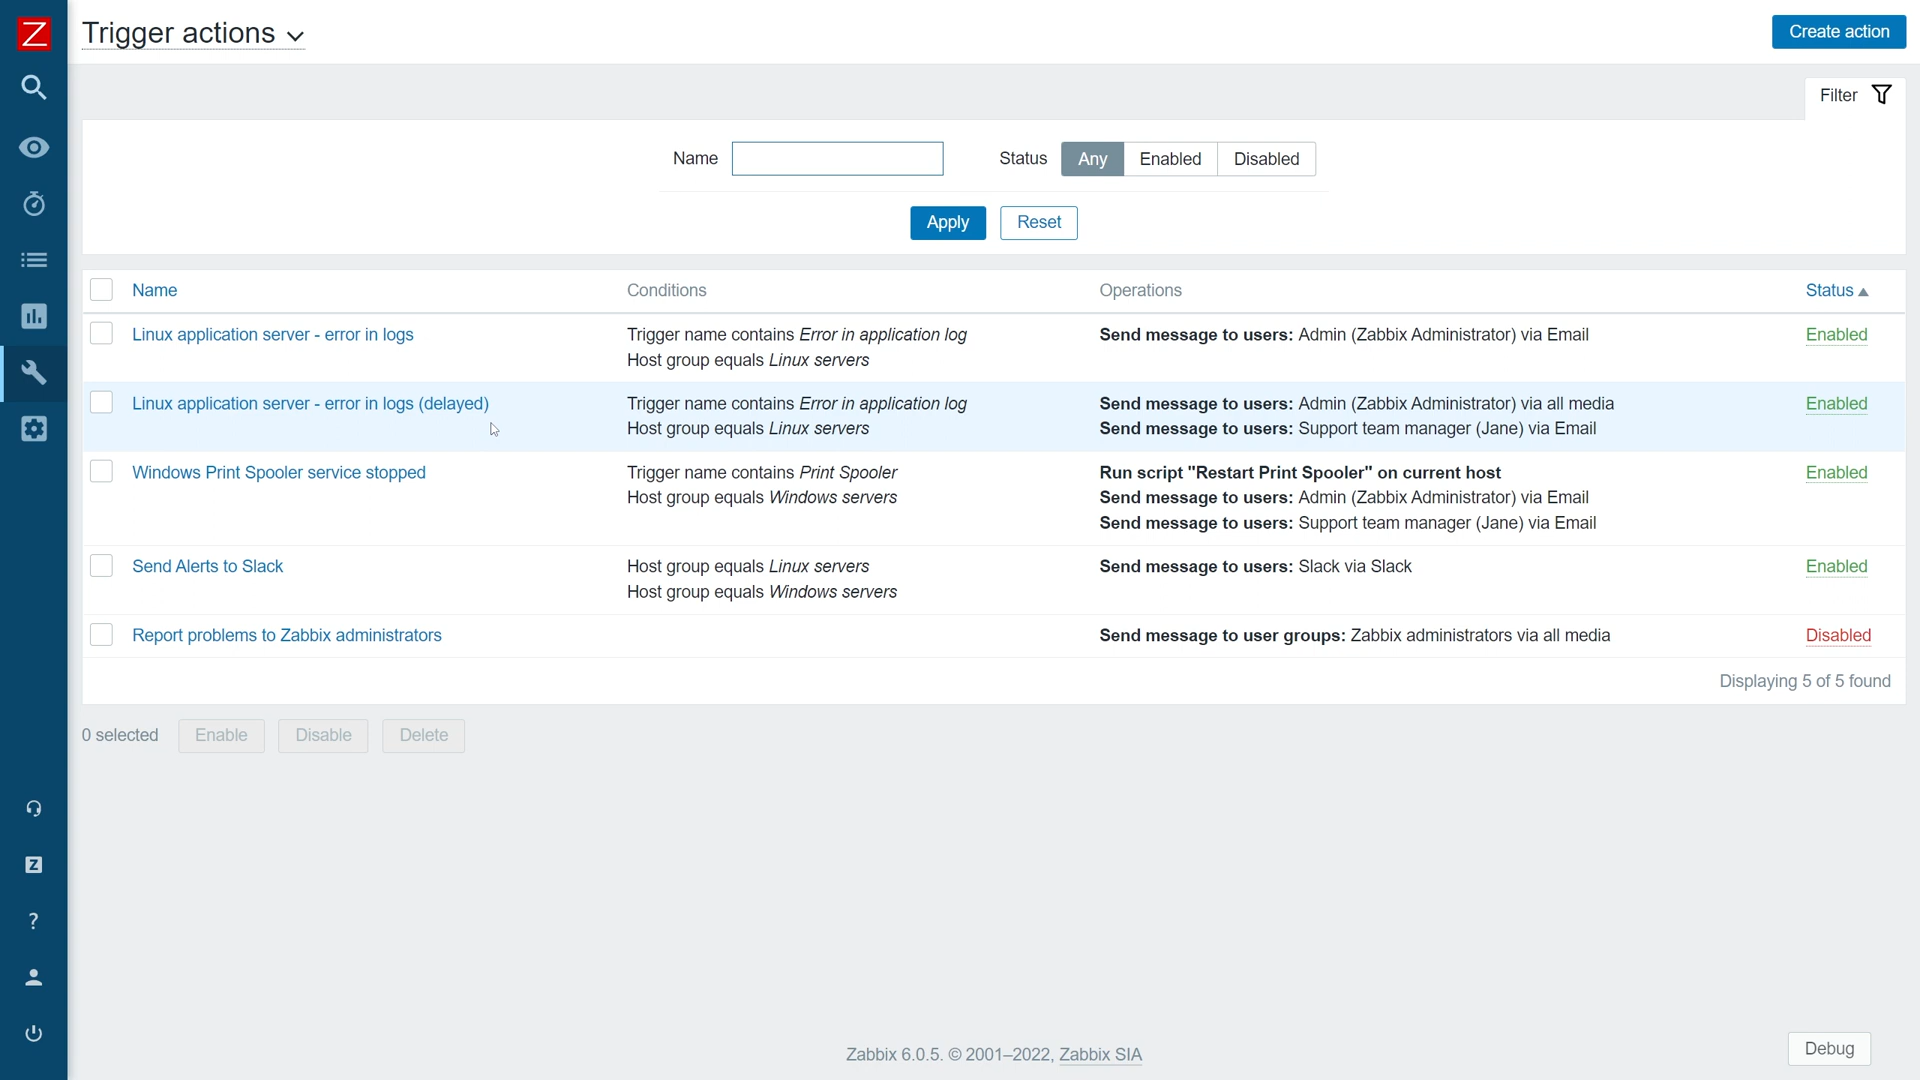 Z
Trigger actions
Create action
Filter
Name
Status Any Enabled Disabled
Apply Reset
Name Conditions Operations Status
Linux application server - error in logs Trigger name contains Error in application log Send message to users: Admin (Zabbix Administrator) via Email Enabled
Host group equals Linux servers
Linux application server - error in logs (delayed) Trigger name contains Error in application log Send message to users: Admin (Zabbix Administrator) via all media Enabled
Host group equals Linux servers Send message to users: Support team manager (Jane) via Email
Windows Print Spooler service stopped Trigger name contains Print Spooler Run script "Restart Print Spooler" on current host Enabled
Host group equals Windows servers Send message to users: Admin (Zabbix Administrator) via Email
Send message to users: Support team manager (Jane) via Email
Send Alerts to Slack Host group equals Linux servers Send message to users: Slack via Slack Enabled
Host group equals Windows servers
Report problems to Zabbix administrators Send message to user groups: Zabbix administrators via all media Disabled
Displaying 5 of 5 found
0 selected Enable Disable Delete
Z
?
Zabbix 6.0.5. © 2001–2022, Zabbix SIA
Debug